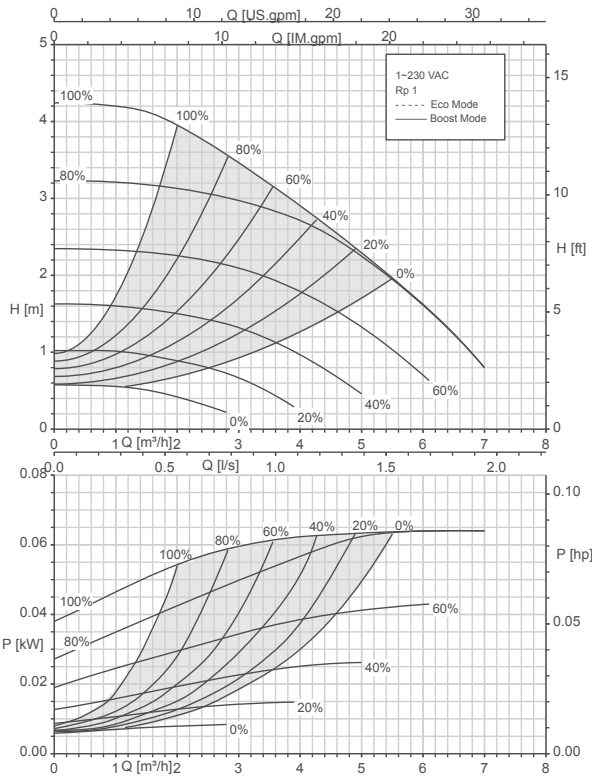 0 10 20 30
Q [US.gpm]
0 10 20
Q [IM.gpm]
5
4
3
2
1
0
H [m]
15
10
5
0
H [ft]
1~230 VAC
Rp 1
Eco Mode
Boost Mode
100%
100%
80%
80%
60%
40%
20%
0%
60%
40%
20%
0%
0 1 Q [m³/h] 2 3 4 5 6 7 8
0.0 0.5 Q [l/s] 1.0 1.5 2.0
0.08
0.06
0.04
0.02
0.00
P [kW]
0.10
0.05
0.00
P [hp]
100%
80%
60%
40%
20%
0%
100%
80%
60%
40%
20%
0%
0 1 Q [m³/h] 2 3 4 5 6 7 8